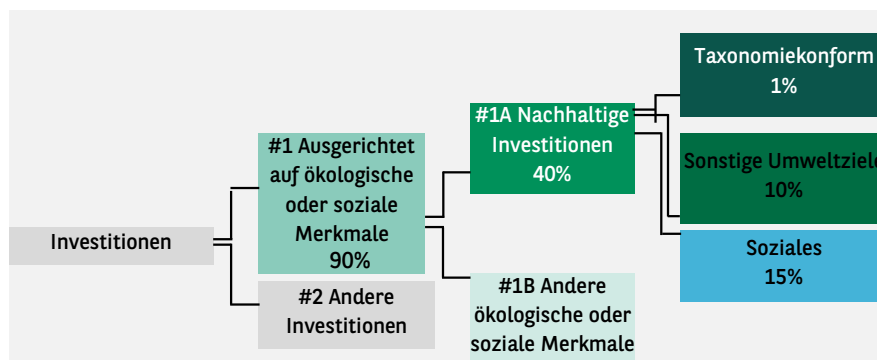 Investitionen
#1 Ausgerichtet
auf ökologische
oder soziale
Merkmale
90%
#2 Andere
Investitionen
#1A Nachhaltige
Investitionen
40%
#1B Andere
ökologische oder
soziale Merkmale
Taxonomiekonform
1%
Sonstige Umweltziele
10%
Soziales
15%